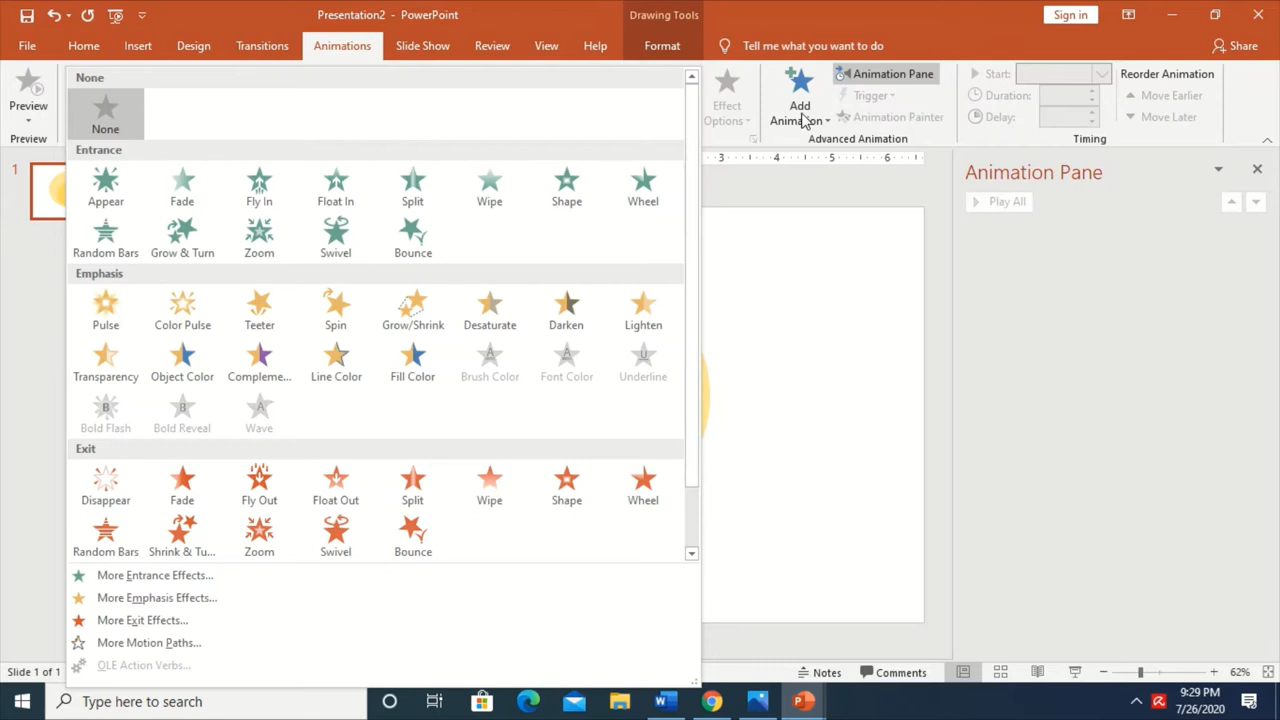 Presentation2 - PowerPoint
Drawing Tools
Sign in
File
Home
Insert
Design
Transitions
Animations
Slide Show
Review
View
Help
Format
Tell me what you want to do
Share
Preview
Preview
None
None
Entrance
Appear
Fade
Fly In
Float In
Split
Wipe
Shape
Wheel
Random Bars
Grow & Turn
Zoom
Swivel
Bounce
Emphasis
Pulse
Color Pulse
Teeter
Spin
Grow/Shrink
Desaturate
Darken
Lighten
Transparency
Object Color
Compleme...
Line Color
Fill Color
Brush Color
Font Color
Underline
Bold Flash
Bold Reveal
Wave
Exit
Disappear
Fade
Fly Out
Float Out
Split
Wipe
Shape
Wheel
Random Bars
Shrink & Tu...
Zoom
Swivel
Bounce
More Entrance Effects...
More Emphasis Effects...
More Exit Effects...
More Motion Paths...
OLE Action Verbs...
Effect
Options
Add
Animation
Animation Pane
Trigger
Animation Painter
Advanced Animation
Start:
Duration:
Delay:
Reorder Animation
Move Earlier
Move Later
Timing
1
3 4 5 6
Animation Pane
Play All
Slide 1 of 1
Notes
Comments
62%
Type here to search
9:29 PM
7/26/2020